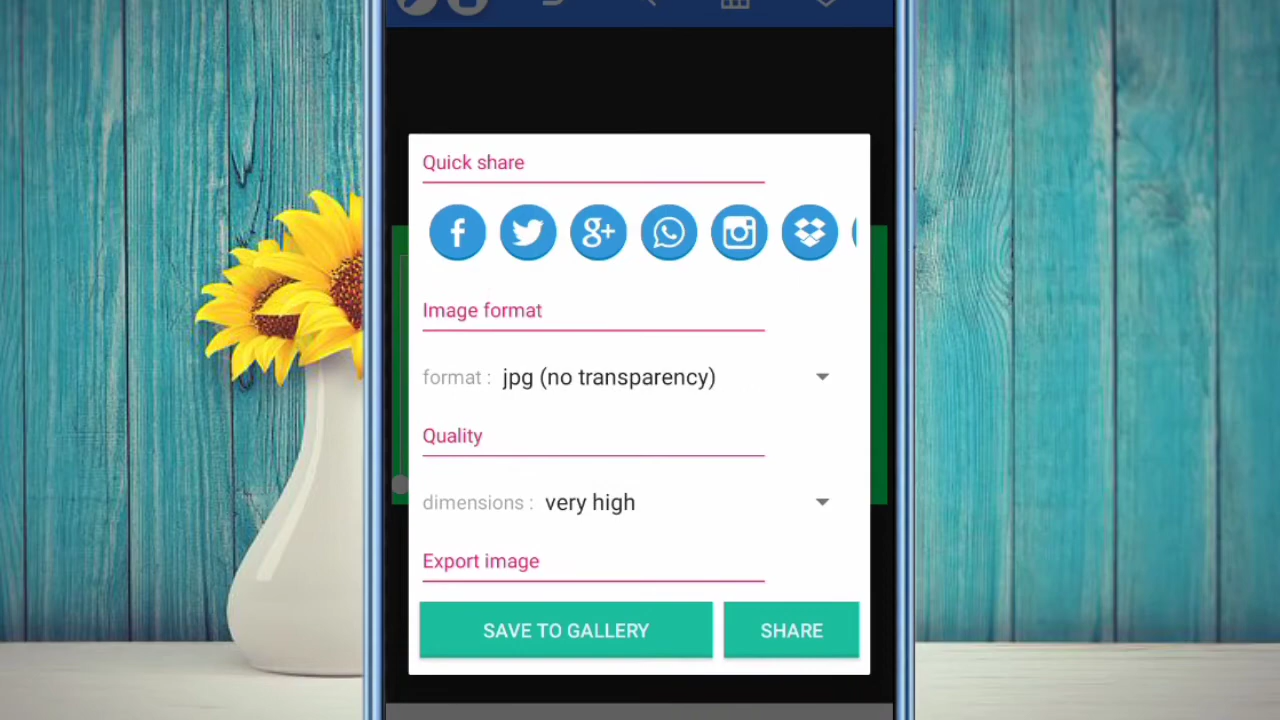 Quick share
Image format
format : jpg (no transparency)
Quality
dimensions : very high
Export image
SAVE TO GALLERY
SHARE